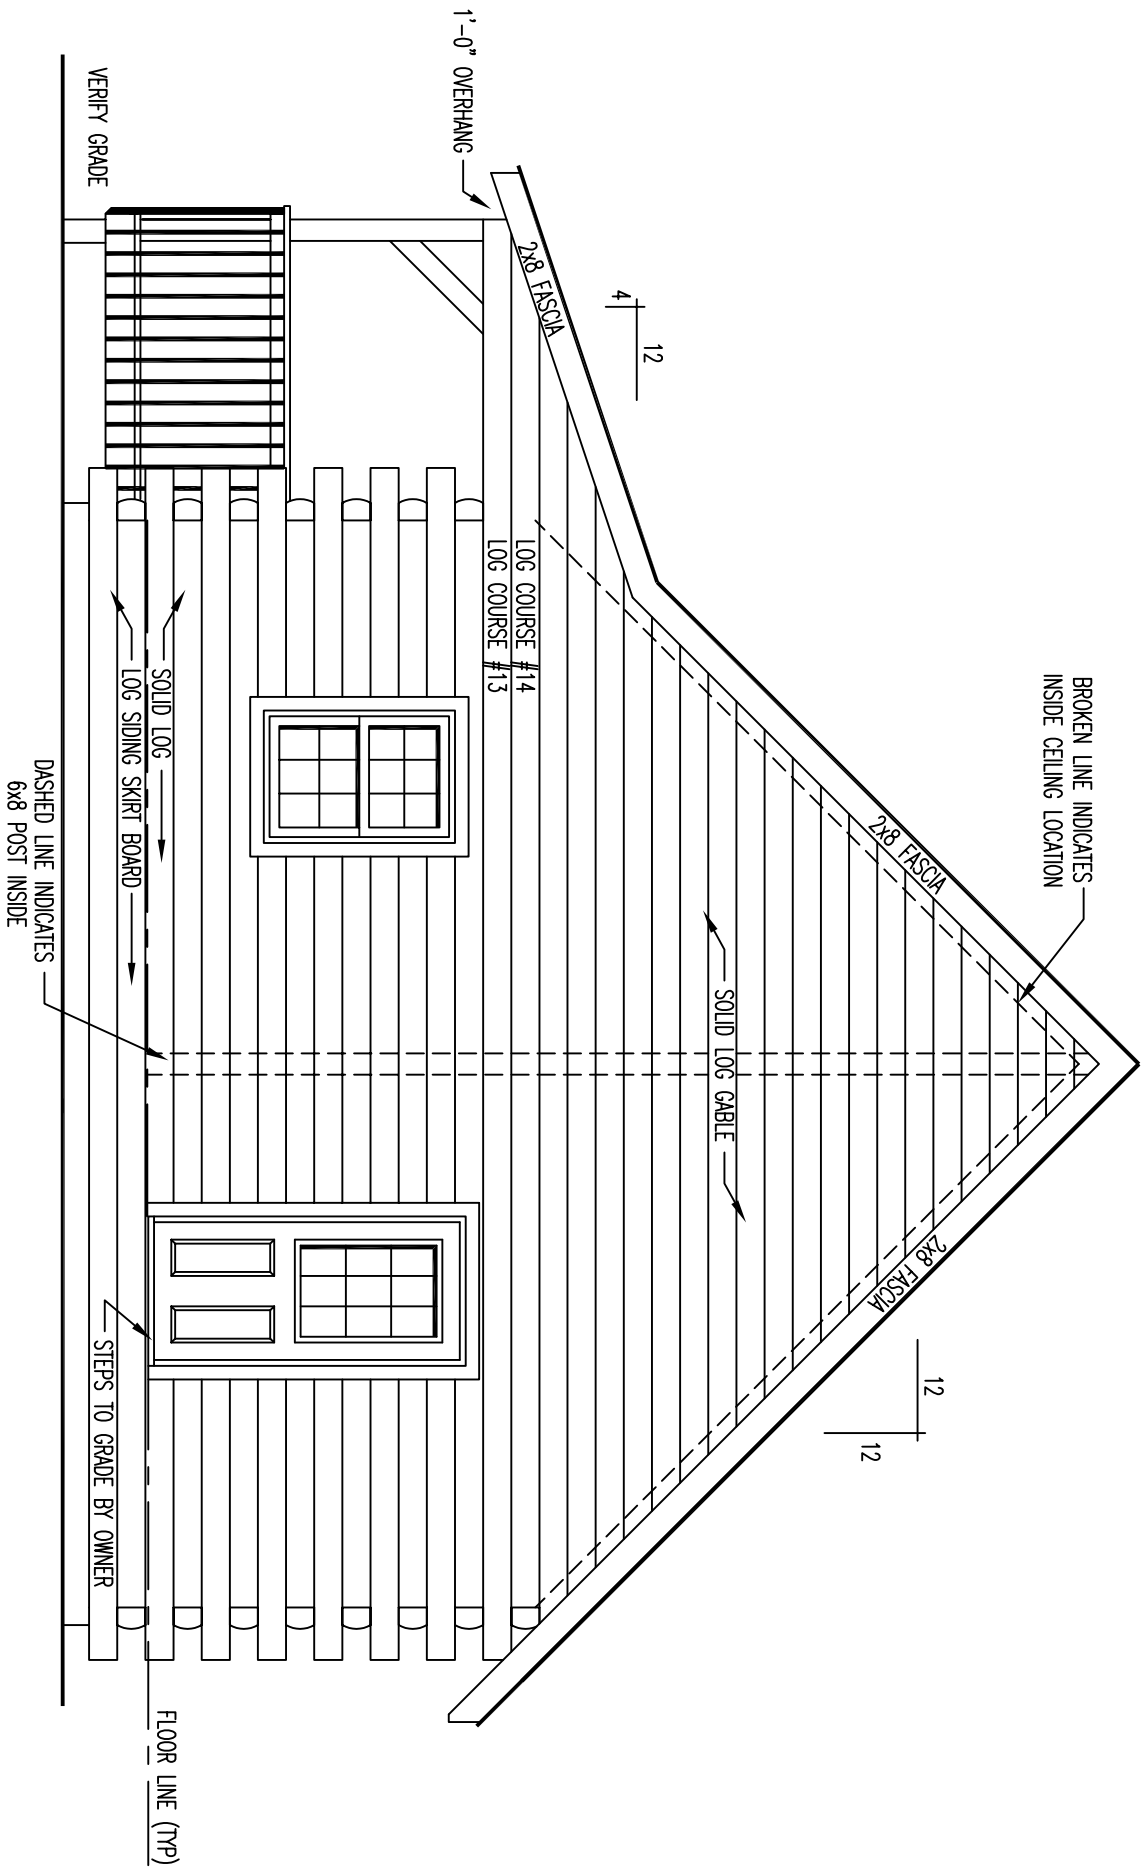 BROKEN LINE INDICATES
INSIDE CEILING LOCATION
2x8 FASCIA
2x8 FASCIA
12
12
12
4
SOLID LOG GABLE
2x8 FASCIA
1'-0" OVERHANG
LOG COURSE #14
LOG COURSE #13
SOLID LOG
LOG SIDING SKIRT BOARD
FLOOR LINE (TYP)
STEPS TO GRADE BY OWNER
VERIFY GRADE
DASHED LINE INDICATES
6x8 POST INSIDE